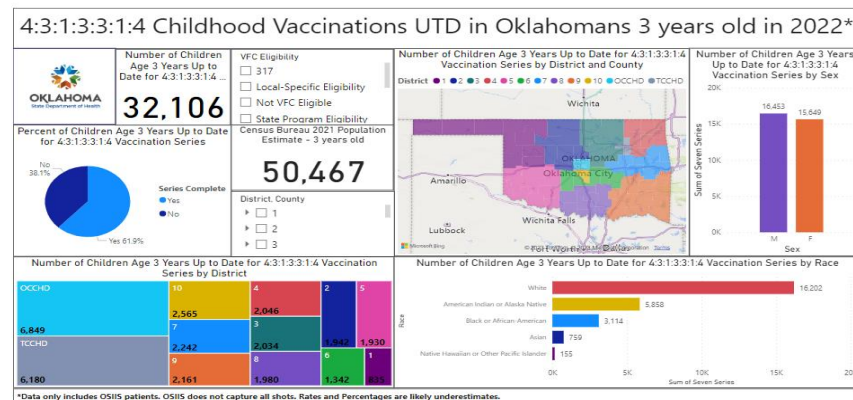 4:3:1:3:3:1:4 Childhood Vaccinations UTD in Oklahomans 3 years old in 2022*
OKLAHOMA
State Department of Health
Number of Children
Age 3 Years Up to
Date for 4:3:1:3:3:1:4 ...
32,106
VFC Eligibility
317
Local-Specific Eligibility
Not VFC Eligible
State Program Eligibility
Percent of Children Age 3 Years Up to Date
for 4:3:1:3:3:1:4 Vaccination Series
No
38.1%
Yes 61.9%
Series Complete
Yes
No
Census Bureau 2021 Population
Estimate - 3 years old
50,467
District, County
1
2
3
Number of Children Age 3 Years Up to Date for 4:3:1:3:3:1:4
Vaccination Series by District and County
District 1 2 3 4 5 6 7 8 9 10 OCCHD TCCHD
Wichita
OKLAHOMA
Oklahoma City
Amarillo
Wichita Falls
Lubbock
Dallas
Microsoft Bing
Terms
Number of Children Age 3 Years
Up to Date for 4:3:1:3:3:1:4
Vaccination Series by Sex
Sum of Seven Series
20K
15K
10K
5K
0K
16,453
15,649
M F
Sex
Number of Children Age 3 Years Up to Date for 4:3:1:3:3:1:4 Vaccination
Series by District
OCCHD
6,849
TCCHD
6,180
10
2,565
7
2,242
9
2,161
4
2,046
3
2,034
8
1,980
2
1,942
5
1,930
6
1,342
1
835
Number of Children Age 3 Years Up to Date for 4:3:1:3:3:1:4 Vaccination Series by Race
Race
White 16,202
American Indian or Alaska Native 5,858
Black or African-American 3,114
Asian 759
Native Hawaiian or Other Pacific Islander 155
0K 5K 10K 15K 20
Sum of Seven Series
*Data only includes OSIIS patients. OSIIS does not capture all shots. Rates and Percentages are likely underestimates.